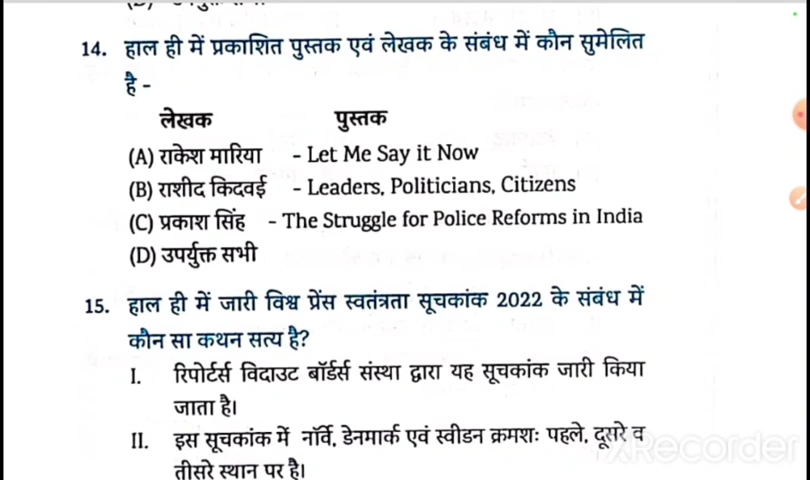 14. हाल ही में प्रकाशित पुस्तक एवं लेखक के संबंध में कौन सुमेलित
है -
लेखक पुस्तक
(A) राकेश मारिया - Let Me Say it Now
(B) राशीद किदवई - Leaders, Politicians, Citizens
(C) प्रकाश सिंह - The Struggle for Police Reforms in India
(D) उपर्युक्त सभी
15. हाल ही में जारी विश्व प्रेंस स्वतंत्रता सूचकांक 2022 के संबंध में
कौन सा कथन सत्य है?
I. रिपोर्टर्स विदाउट बॉर्डर्स संस्था द्वारा यह सूचकांक जारी किया
जाता है।
II. इस सूचकांक में नॉर्वे, डेनमार्क एवं स्वीडन क्रमशः पहले, दूसरे व
तीसरे स्थान पर है।
Recorder